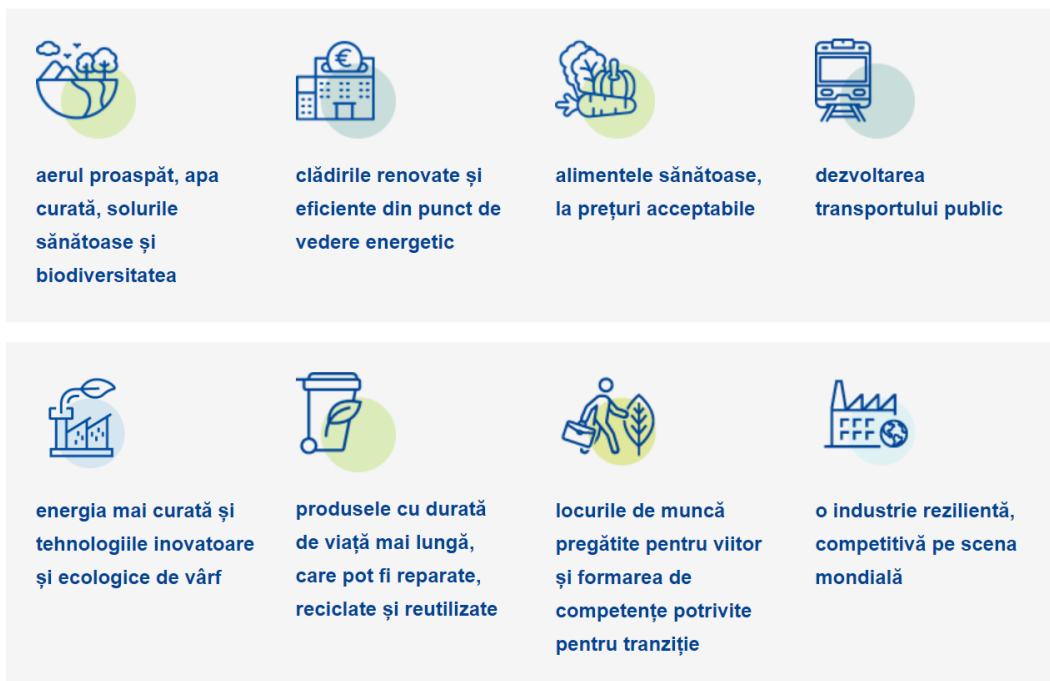 aerul proaspăt, apa
curată, solurile
sănătoase și
biodiversitatea
clădirile renovate și
eficiente din punct de
vedere energetic
alimentele sănătoase,
la prețuri acceptabile
dezvoltarea
transportului public
energia mai curată și
tehnologiile inovatoare
și ecologice de vârf
produsele cu durată
de viață mai lungă,
care pot fi reparate,
reciclate și reutilizate
locurile de muncă
pregătite pentru viitor
și formarea de
competențe potrivite
pentru tranziție
o industrie rezilientă,
competitivă pe scena
mondială